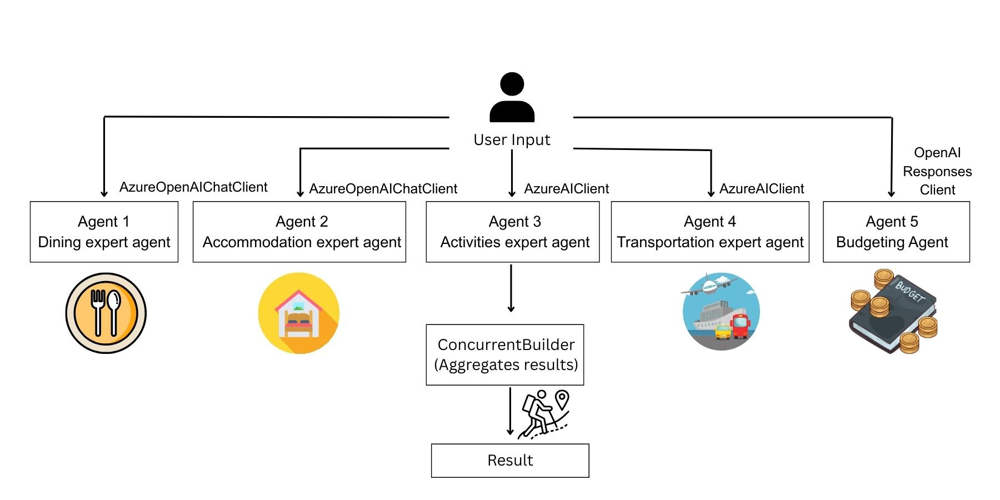 User Input
AzureOpenAIChatClient
AzureOpenAIChatClient
AzureAIClient
AzureAIClient
OpenAI
Responses
Client
Agent 1
Dining expert agent
Agent 2
Accommodation expert agent
Agent 3
Activities expert agent
Agent 4
Transportation expert agent
Agent 5
Budgeting Agent
BUDGET
ConcurrentBuilder
(Aggregates results)
Result